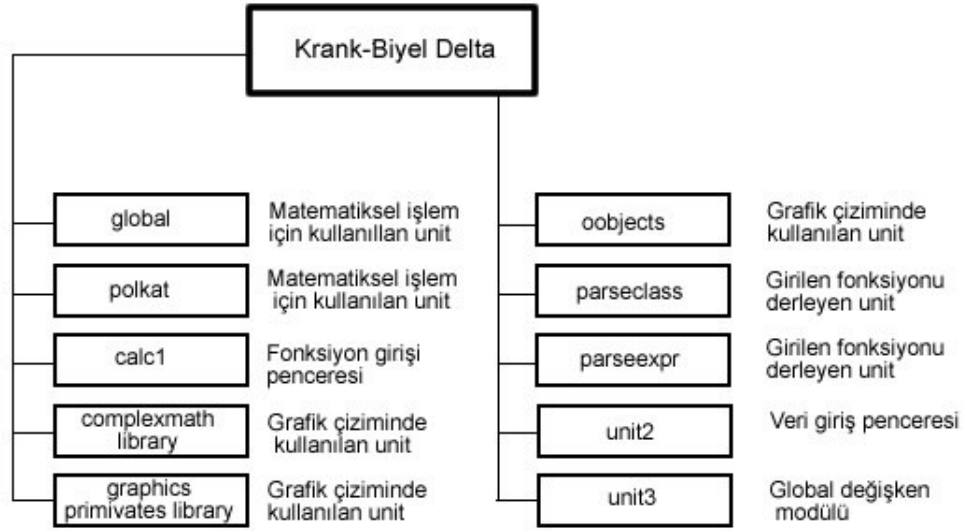 Krank-Biyel Delta
global
Matematiksel işlem
için kullanıllan unit
polkat
Matematiksel işlem
için kullanılan unit
calc1
Fonksiyon girişi
penceresi
complexmath
library
Grafik çiziminde
kullanılan unit
graphics
primivates library
Grafik çiziminde
kullanılan unit
oobjects
Grafik çiziminde
kullanılan unit
parseclass
Girilen fonksiyonu
derleyen unit
parseexpr
Girilen fonksiyonu
derleyen unit
unit2
Veri giriş penceresi
unit3
Global değişken
modülü